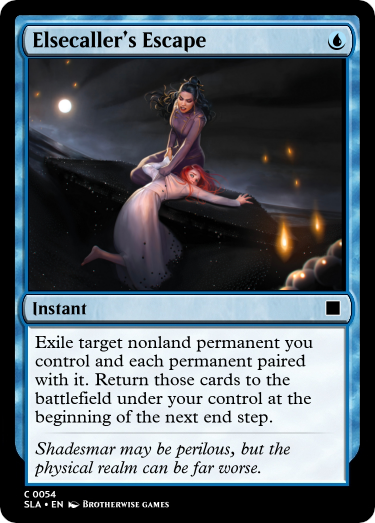 Elsecaller's Escape
Instant
Exile target nonland permanent you
control and each permanent paired
with it. Return those cards to the
battlefield under your control at the
beginning of the next end step.
Shadesmar may be perilous, but the
physical realm can be far worse.
C 0054
SLA • EN BROTHERWISE GAMES